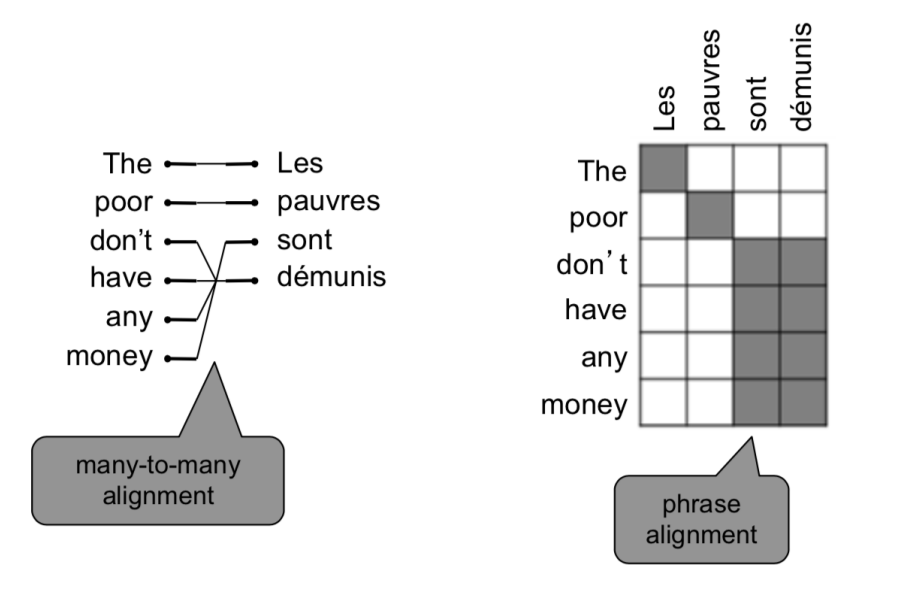 The Les
poor pauvres
don't sont
have démunis
any
money
many-to-many
alignment
Les pauvres sont démunis
The
poor
don't
have
any
money
phrase
alignment